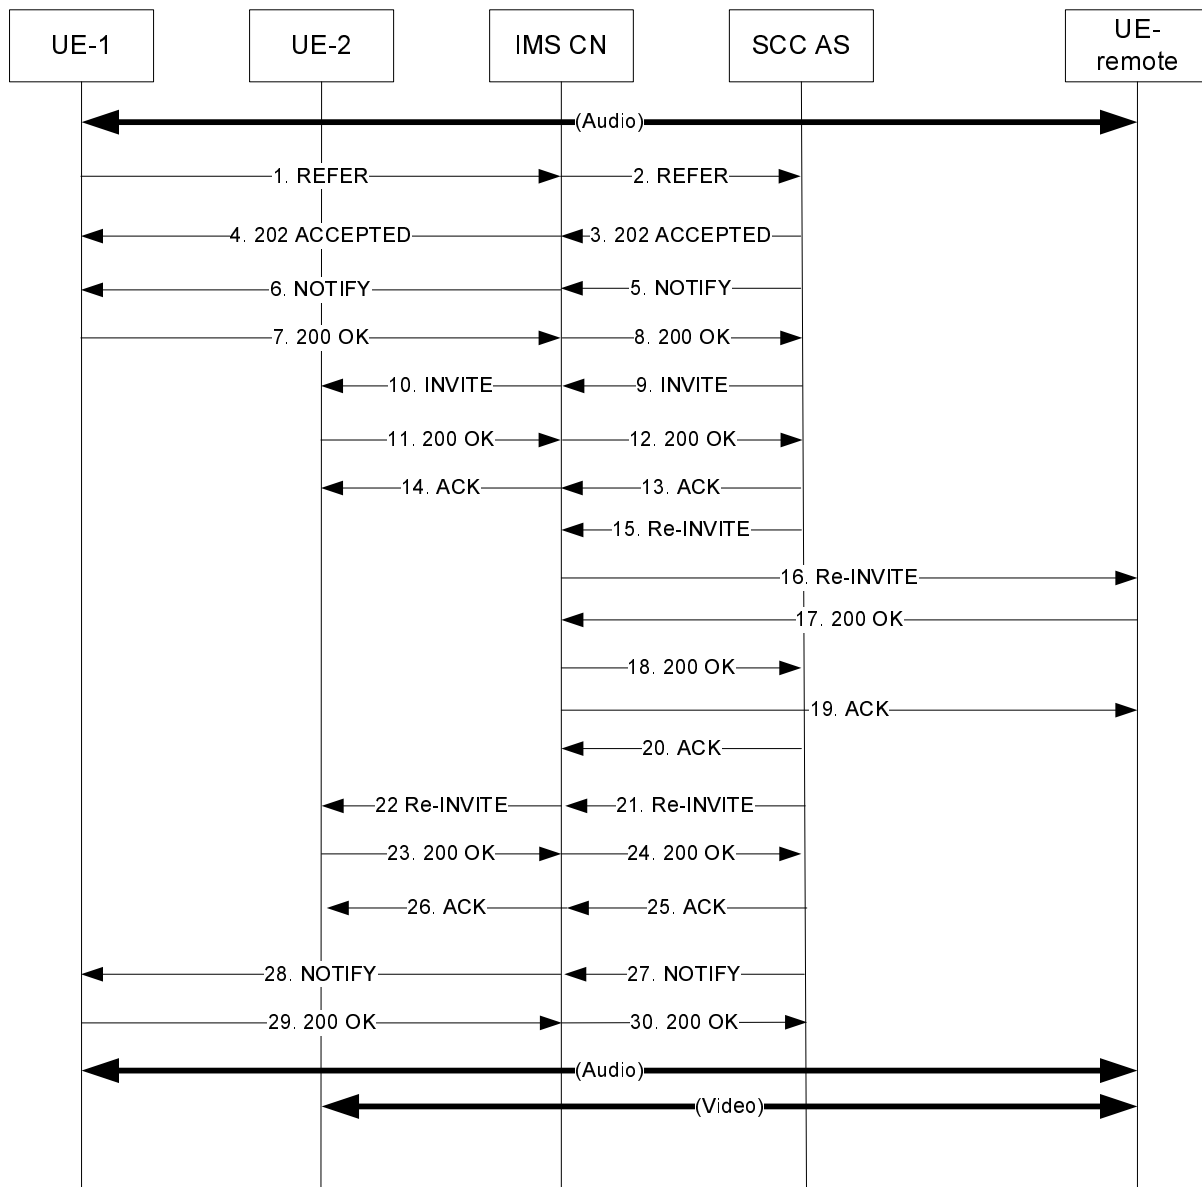 UE-1
UE-2
IMS CN
SCC AS
UE-
remote
(Audio)
1. REFER
2. REFER
4. 202 ACCEPTED
3. 202 ACCEPTED
6. NOTIFY
5. NOTIFY
7. 200 OK
8. 200 OK
10. INVITE
9. INVITE
11. 200 OK
12. 200 OK
14. ACK
13. ACK
15. Re-INVITE
16. Re-INVITE
17. 200 OK
18. 200 OK
19. ACK
20. ACK
22 Re-INVITE
21. Re-INVITE
23. 200 OK
24. 200 OK
26. ACK
25. ACK
28. NOTIFY
27. NOTIFY
29. 200 OK
30. 200 OK
(Audio)
(Video)